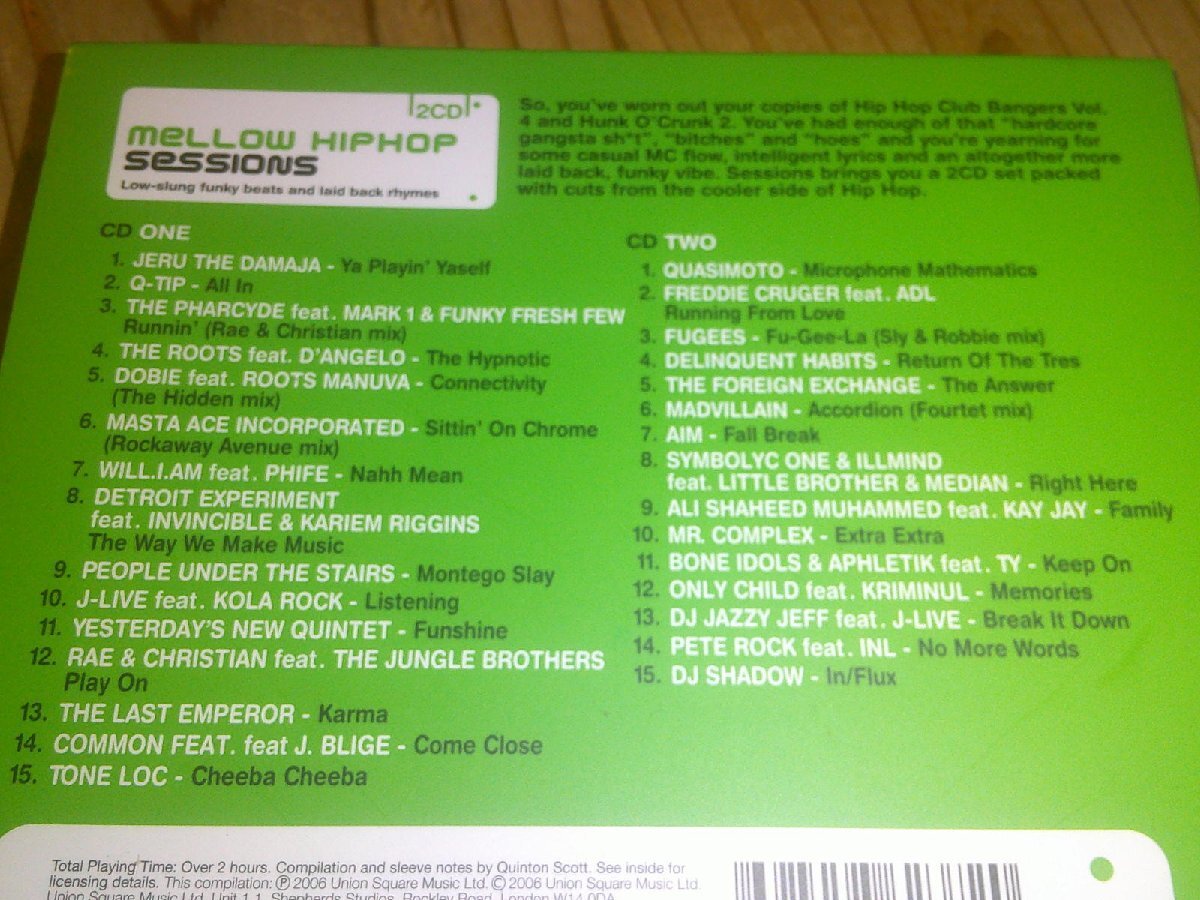 2CD
MELLOW HIPHOP
SESSIONS
Low-slung funky beats and laid back rhymes
So, you've worn out your copies of Hip Hop Club Bangers Vol.
4 and Hunk O'Crunk 2. You've had enough of that "hardcore
gangsta sh*t", "bitches" and "hoes" and you're yearning for
some casual MC flow, intelligent lyrics and an altogether more
laid back, funky vibe. Sessions brings you a 2CD set packed
with cuts from the cooler side of Hip Hop.
CD ONE
1. JERU THE DAMAJA - Ya Playin' Yaself
2. Q-TIP - All In
3. THE PHARCYDE feat. MARK 1 & FUNKY FRESH FEW
Runnin' (Rae & Christian mix)
4. THE ROOTS feat. D'ANGELO - The Hypnotic
5. DOBIE feat. ROOTS MANUVA - Connectivity
(The Hidden mix)
6. MASTA ACE INCORPORATED - Sittin' On Chrome
(Rockaway Avenue mix)
7. WILL.I.AM feat. PHIFE - Nahh Mean
8. DETROIT EXPERIMENT
feat. INVINCIBLE & KARIEM RIGGINS
The Way We Make Music
9. PEOPLE UNDER THE STAIRS - Montego Slay
10. J-LIVE feat. KOLA ROCK - Listening
11. YESTERDAY'S NEW QUINTET - Funshine
12. RAE & CHRISTIAN feat. THE JUNGLE BROTHERS
Play On
13. THE LAST EMPEROR - Karma
14. COMMON FEAT. feat J. BLIGE - Come Close
15. TONE LOC - Cheeba Cheeba
CD TWO
1. QUASIMOTO - Microphone Mathematics
2. FREDDIE CRUGER feat. ADL
Running From Love
3. FUGEES - Fu-Gee-La (Sly & Robbie mix)
4. DELINQUENT HABITS - Return Of The Tres
5. THE FOREIGN EXCHANGE - The Answer
6. MADVILLAIN - Accordion (Fourtet mix)
7. AIM - Fall Break
8. SYMBOLYC ONE & ILLMIND
feat. LITTLE BROTHER & MEDIAN - Right Here
9. ALI SHAHEED MUHAMMED feat. KAY JAY - Family
10. MR. COMPLEX - Extra Extra
11. BONE IDOLS & APHLETIK feat. TY - Keep On
12. ONLY CHILD feat. KRIMINUL - Memories
13. DJ JAZZY JEFF feat. J-LIVE - Break It Down
14. PETE ROCK feat. INL - No More Words
15. DJ SHADOW - In/Flux
Total Playing Time: Over 2 hours. Compilation and sleeve notes by Quinton Scott. See inside for
licensing details. This compilation: ℗ 2006 Union Square Music Ltd. © 2006 Union Square Music Ltd
Union Square Music Ltd. Unit 1.1, Shepherds Studios, Rockley Road, London W14 0DA